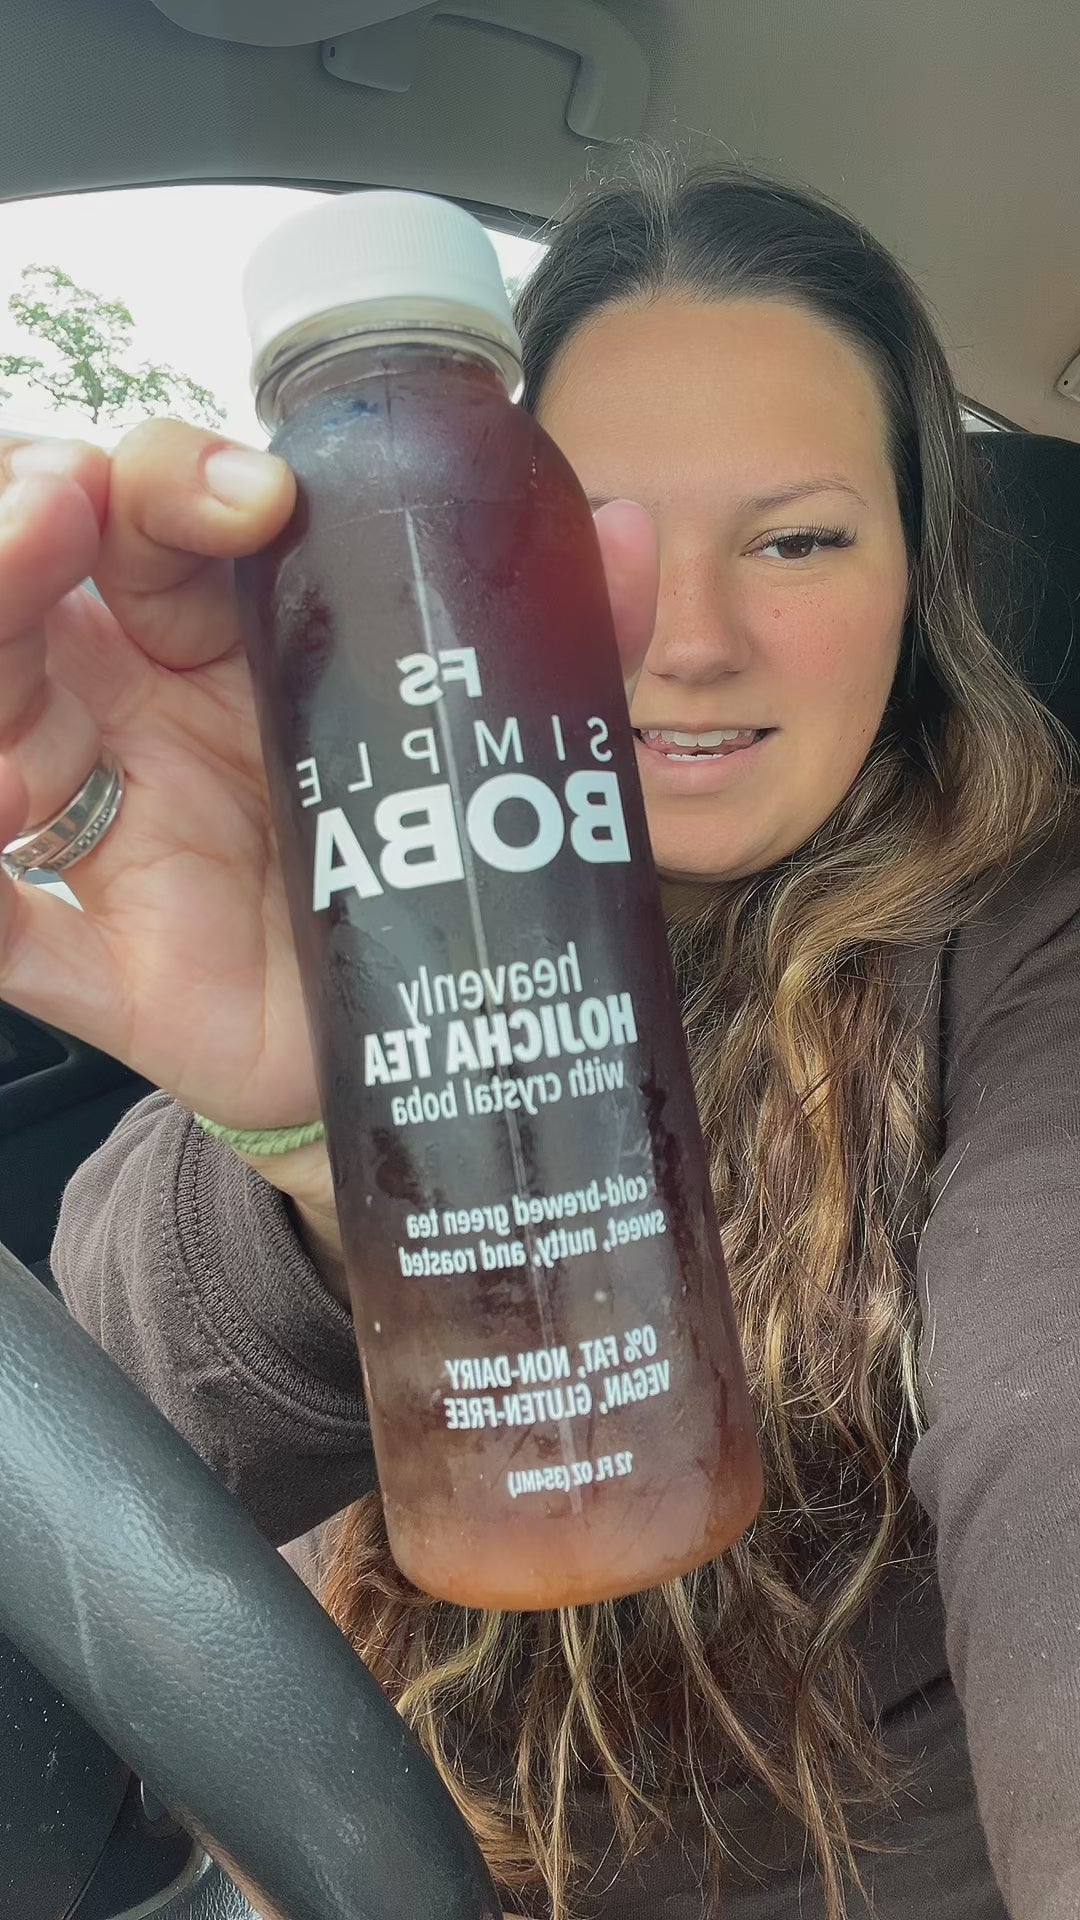 FS
SIMPLE
BOBA
heavenly
HOJICHA TEA
with crystal boba
cold-brewed green tea
sweet, nutty, and roasted
0% FAT, NON-DAIRY
VEGAN, GLUTEN-FREE
12 FL OZ (354ML)